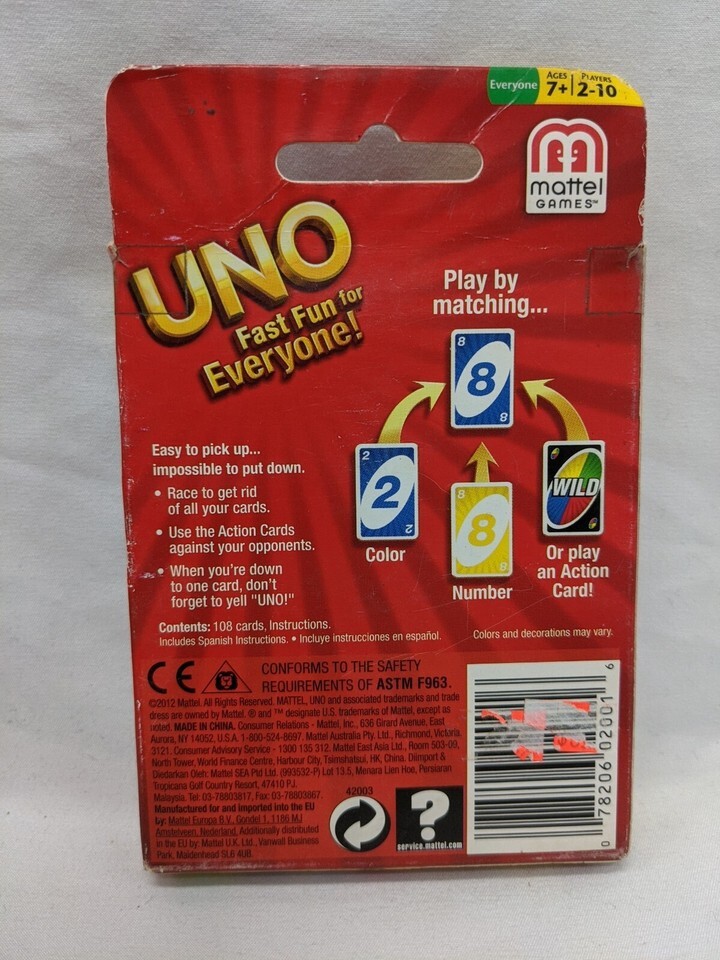 Everyone
AGES
7+
PLAYERS
2-10
mattel
GAMES™
UNO
Fast Fun for
Everyone!
Play by
matching...
8
8
8
2
2
2
Color
8
8
8
Number
WILD
Or play
an Action
Card!
Easy to pick up...
impossible to put down.
• Race to get rid
of all your cards.
• Use the Action Cards
against your opponents.
• When you're down
to one card, don't
forget to yell "UNO!"
Contents: 108 cards, Instructions.
Includes Spanish Instructions. • Incluye instrucciones en español.
Colors and decorations may vary.
CE
CONFORMS TO THE SAFETY
REQUIREMENTS OF ASTM F963.
©2012 Mattel. All Rights Reserved. MATTEL, UNO and associated trademarks and trade
dress are owned by Mattel. ® and ™ designate U.S. trademarks of Mattel, except as
noted. MADE IN CHINA. Consumer Relations - Mattel, Inc., 636 Girard Avenue, East
Aurora, NY 14052, U.S.A. 1-800-524-8697. Mattel Australia Pty. Ltd., Richmond, Victoria.
3121. Consumer Advisory Service - 1300 135 312. Mattel East Asia Ltd., Room 503-09,
North Tower, World Finance Centre, Harbour City, Tsimshatsui, HK, China. Diimport &
Diedarkan Oleh: Mattel SEA Ptd Ltd. (993532-P) Lot 13.5, Menara Lien Hoe, Persiaran
Tropicana Golf Country Resort, 47410 PJ.
Malaysia. Tel: 03-78803817, Fax: 03-78803867.
Manufactured for and imported into the EU
by: Mattel Europa B.V., Gondel 1, 1186 MJ
Amstelveen, Nederland. Additionally distributed
in the EU by: Mattel U.K. Ltd., Vanwall Business
Park, Maidenhead SL6 4UB.
42003
?
service.mattel.com
0 78206 02001 6